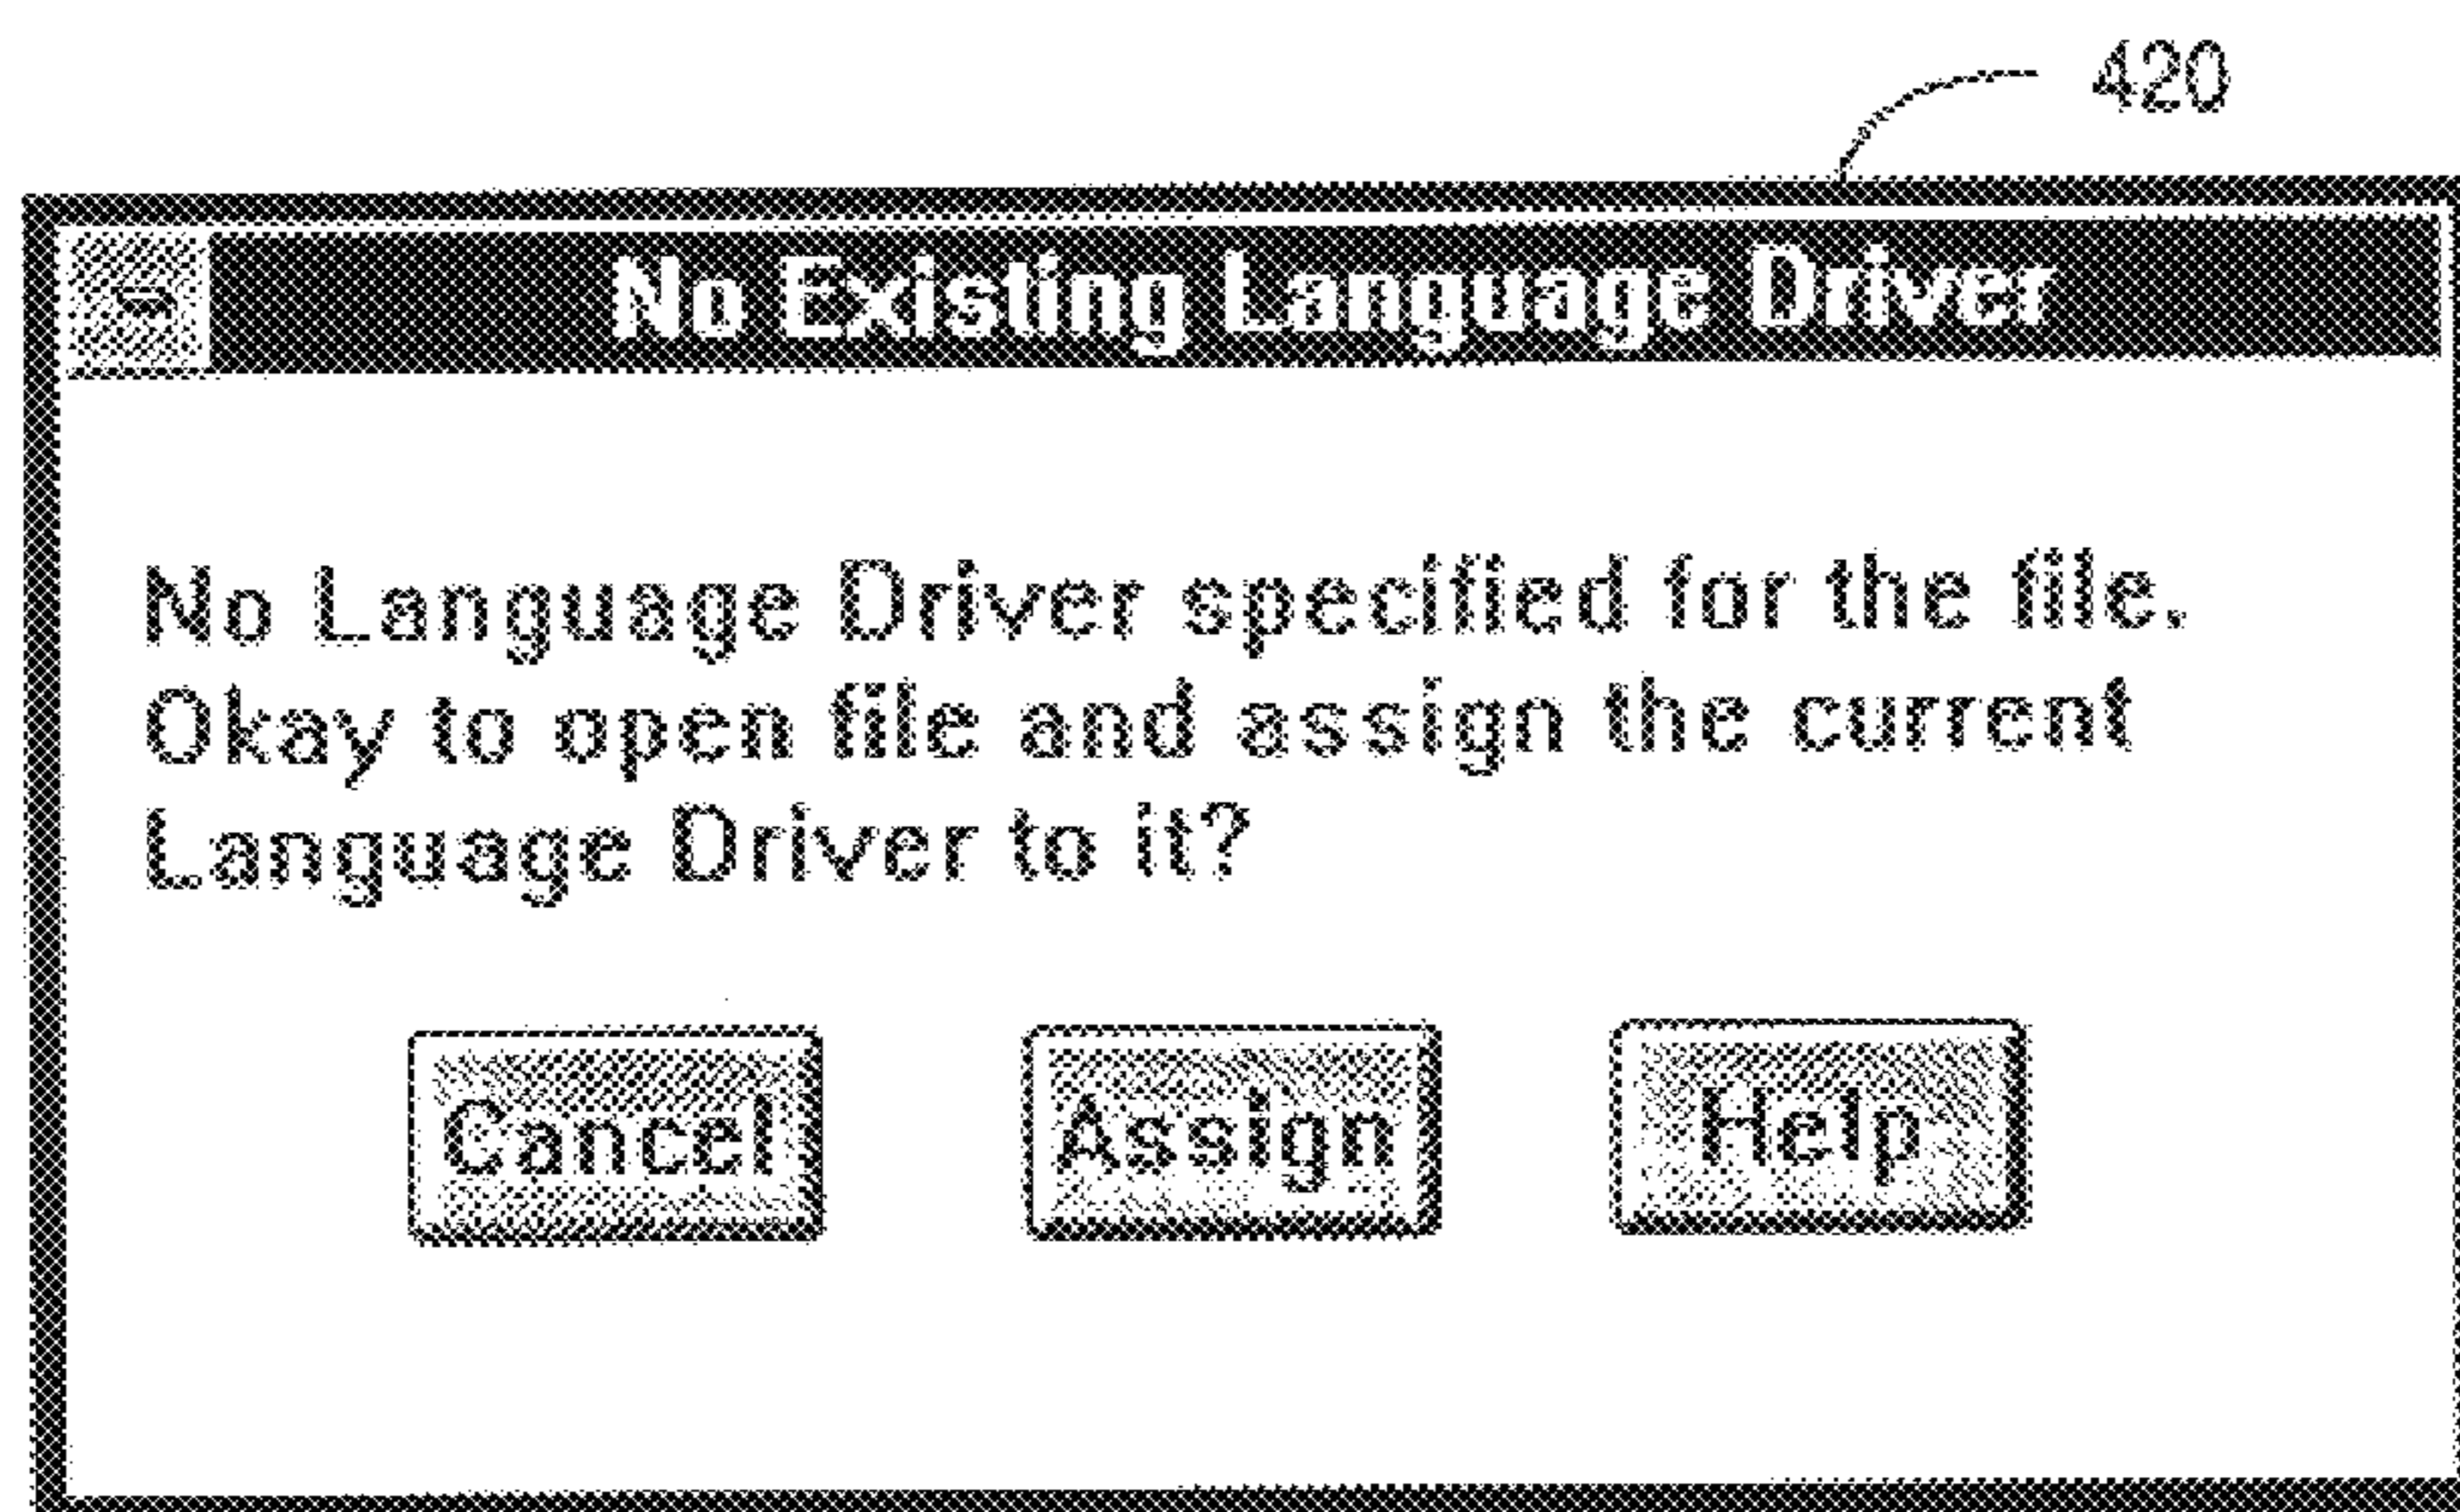 420
No Existing Language Driver
No Language Driver specified for the file.
Okay to open file and assign the current
Language Driver to it?
Cancel Assign Help